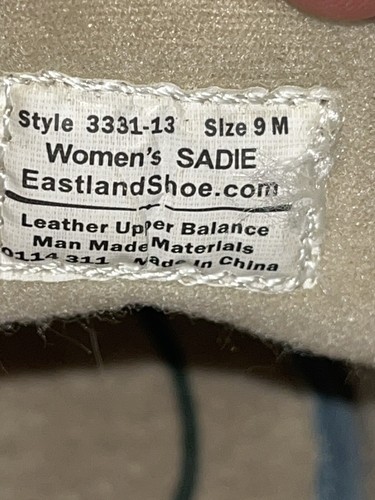 Style 3331-13 Size 9 M
Women's SADIE
EastlandShoe.com
Leather Upper Balance
Man Made Materials
0114 311 Made In China